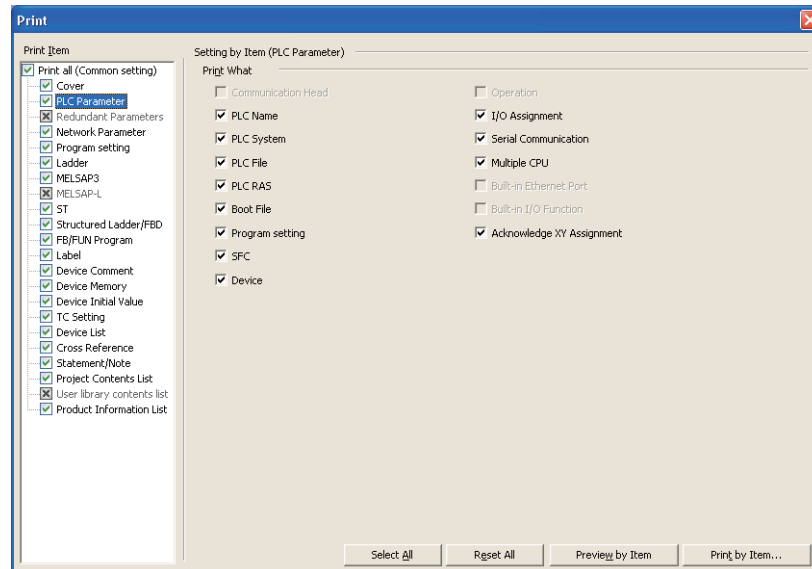 Print
Print Item
Print all (Common setting)
Cover
PLC Parameter
Redundant Parameters
Network Parameter
Program setting
Ladder
MELSAP3
MELSAP-L
ST
Structured Ladder/FBD
FB/FUN Program
Label
Device Comment
Device Memory
Device Initial Value
TC Setting
Device List
Cross Reference
Statement/Note
Project Contents List
User library contents list
Product Information List
Setting by Item (PLC Parameter)
Print What
Communication Head
PLC Name
PLC System
PLC File
PLC RAS
Boot File
Program setting
SFC
Device
Operation
I/O Assignment
Serial Communication
Multiple CPU
Built-in Ethernet Port
Built-in I/O Function
Acknowledge XY Assignment
Select All
Reset All
Preview by Item
Print by Item...